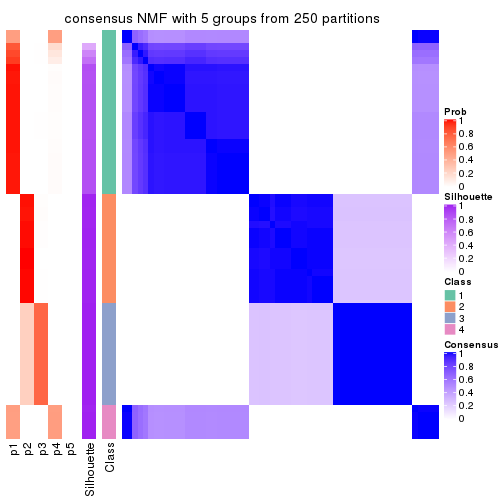 consensus NMF with 5 groups from 250 partitions
Prob
1
0.8
0.6
0.4
0.2
0
Silhouette
1
0.8
0.6
0.4
0.2
0
Class
1
2
3
4
Consensus
1
0.8
0.6
0.4
0.2
0
p1
p2
p3
p4
p5
Silhouette
Class